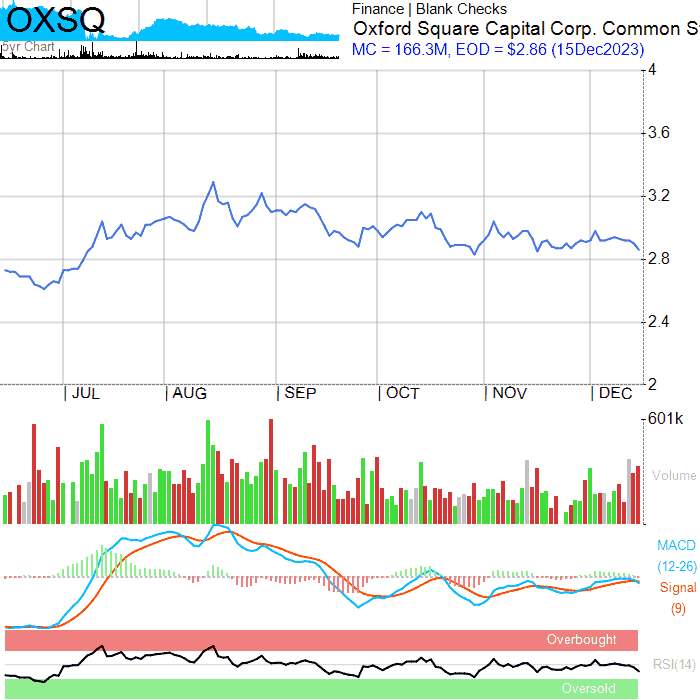 OXSQ
5yr Chart
Finance | Blank Checks
Oxford Square Capital Corp. Common S
MC = 166.3M, EOD = $2.86 (15Dec2023)
4
3.6
3.2
2.8
2.4
2
| JUL | AUG | SEP | OCT | NOV | DEC
601k
Volume
MACD
(12-26)
Signal
(9)
Overbought
RSI(14)
Oversold